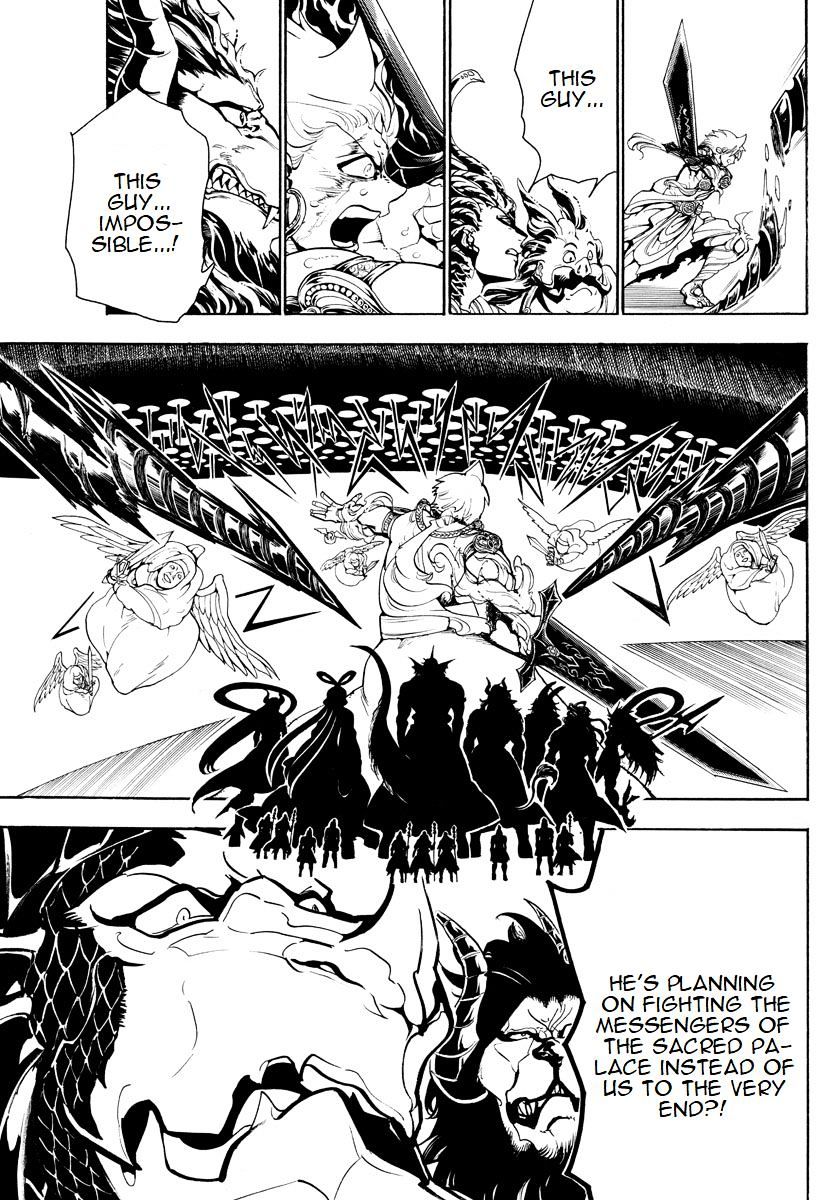 THIS
GUY...
THIS
GUY...
IMPOS-
SIBLE...!
HE'S PLANNING
ON FIGHTING THE
MESSENGERS OF
THE SACRED PA-
LACE INSTEAD OF
US TO THE VERY
END?!